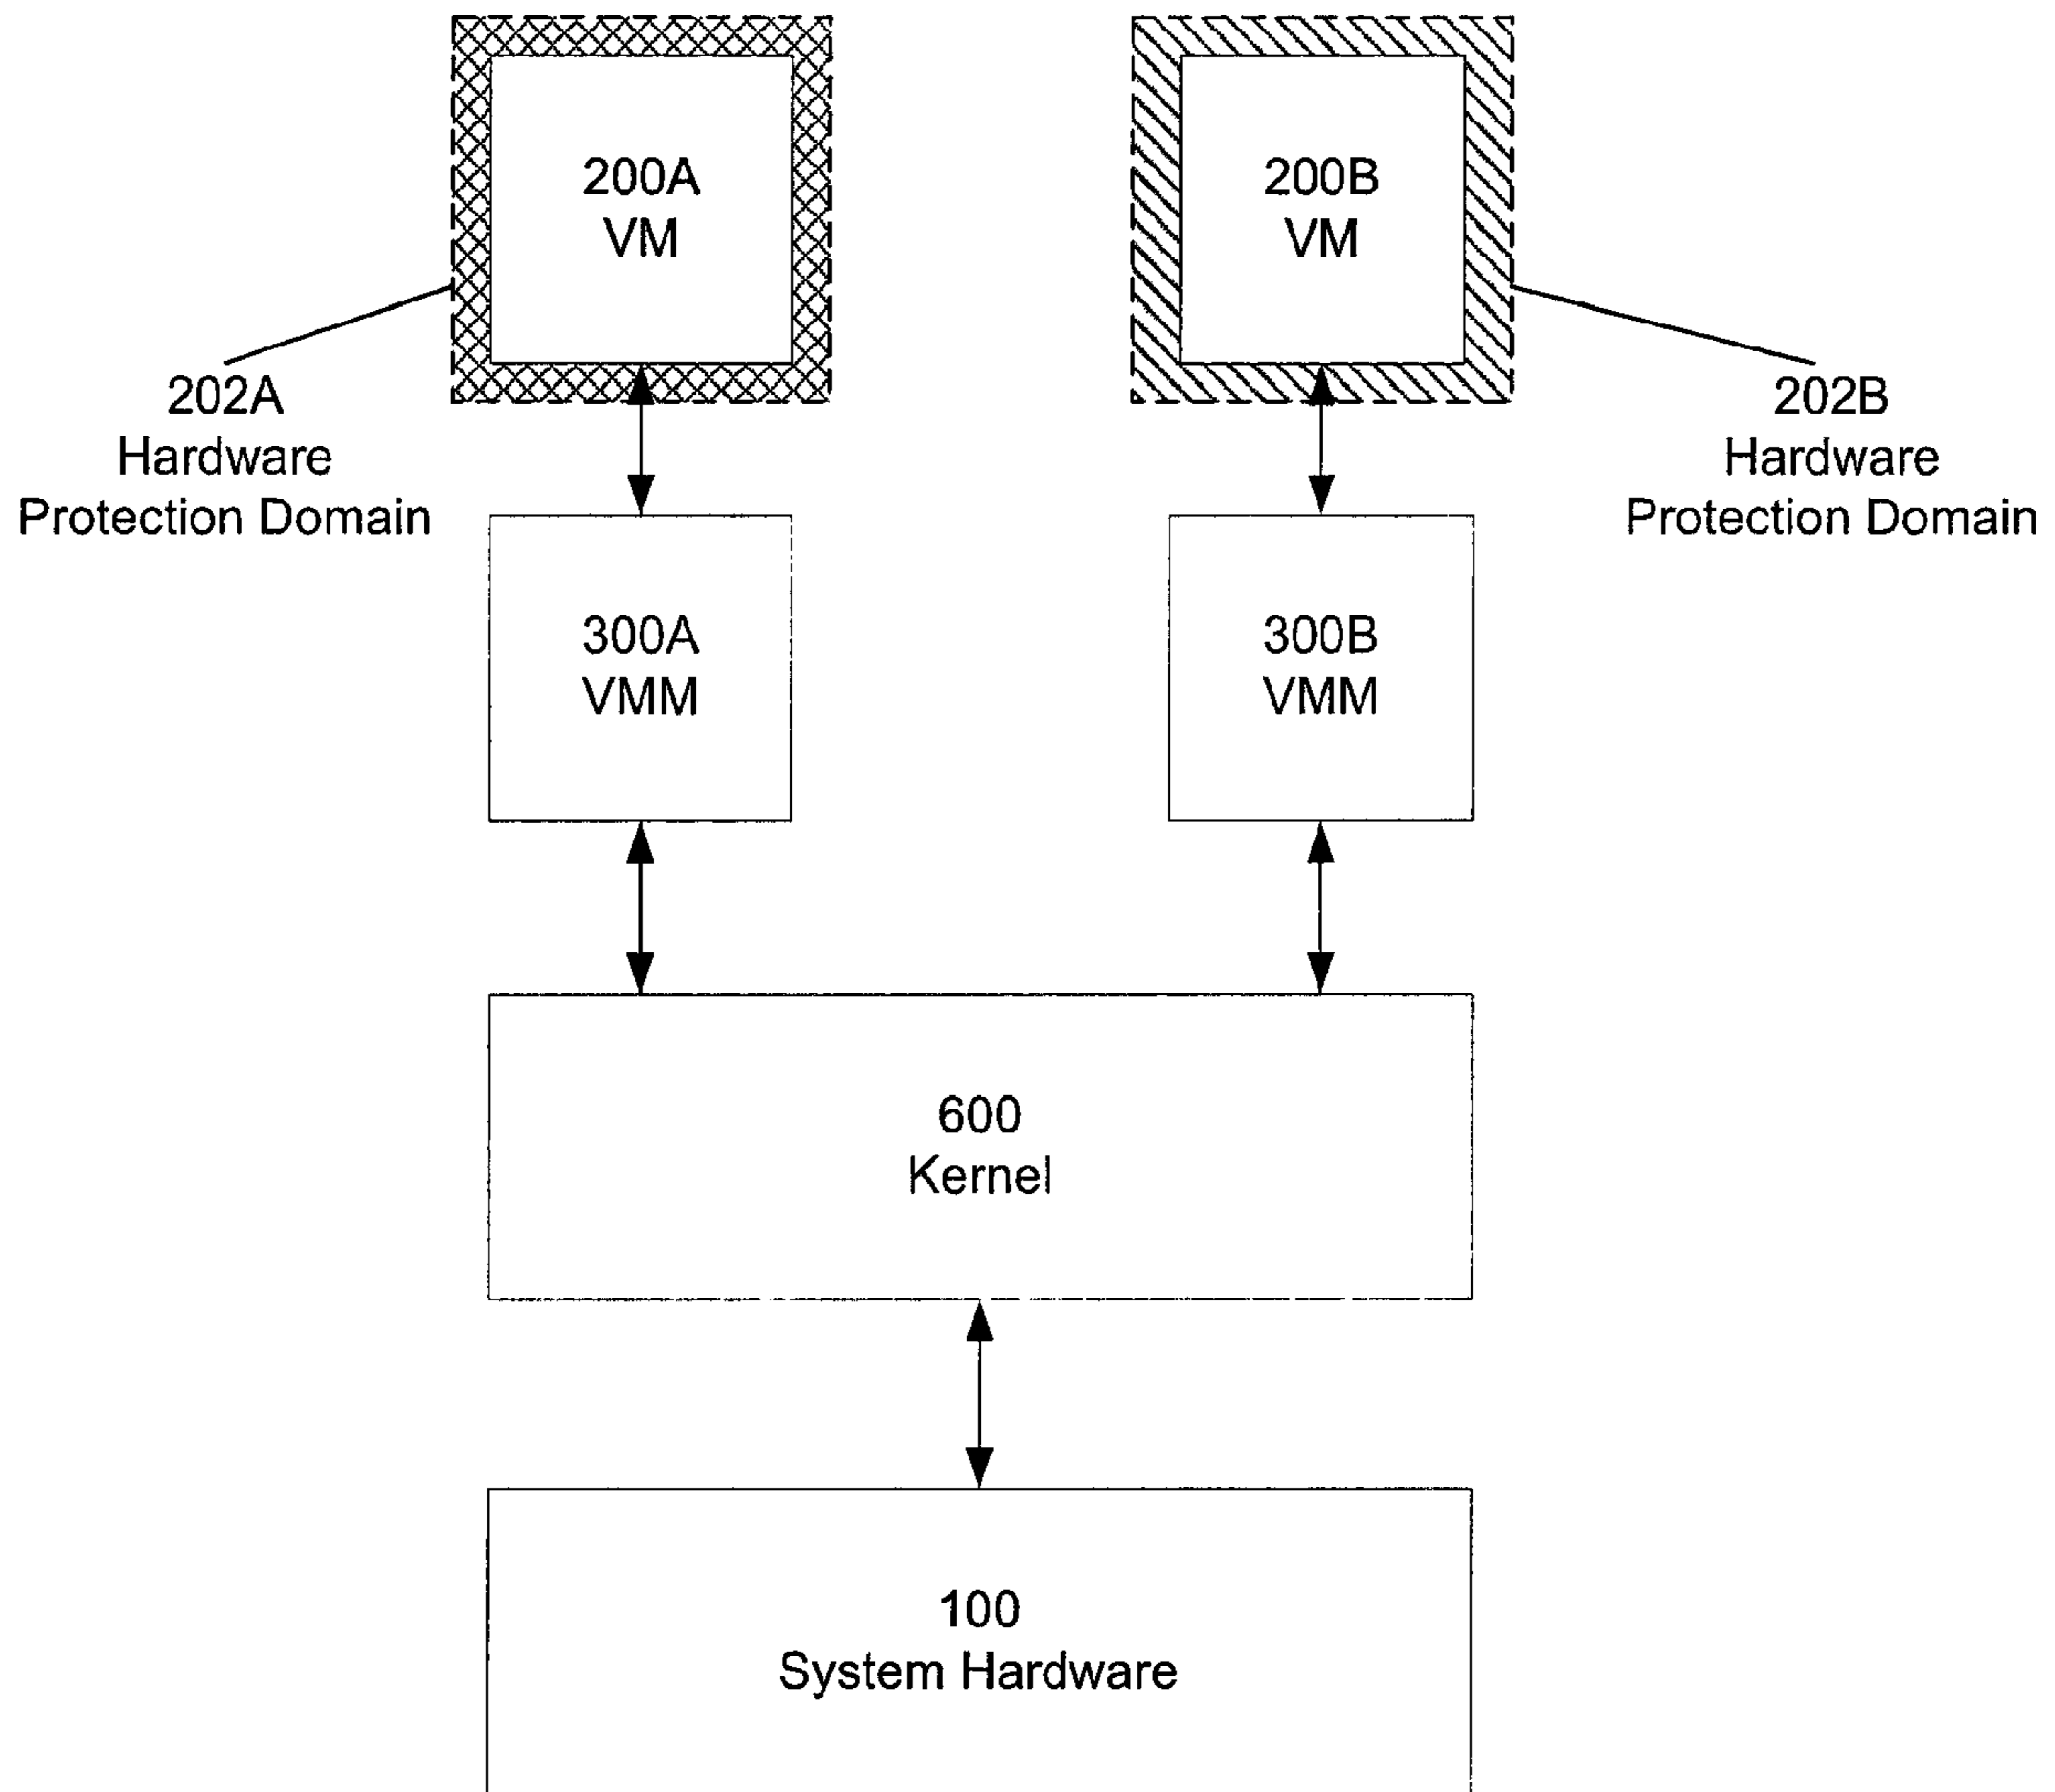 200A
VM
200B
VM
202A
Hardware
Protection Domain
202B
Hardware
Protection Domain
300A
VMM
300B
VMM
600
Kernel
100
System Hardware